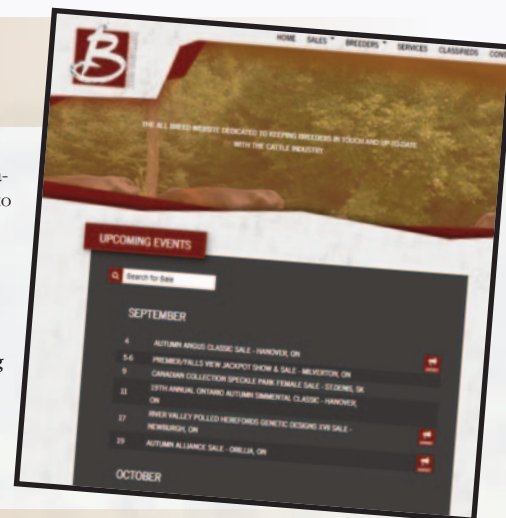 HOME SALES BREEDERS SERVICES CLASSIFIEDS
B
THE ALL BREED WEBSITE DEDICATED TO KEEPING BREEDERS IN TOUCH AND UP-TO-DATE
WITH THE CATTLE INDUSTRY.
UPCOMING EVENTS
Search for Sale
SEPTEMBER
4 AUTUMN ANGUS CLASSIC SALE - HANOVER, ON
5-6 PREMIER/FALLS VIEW JACKPOT SHOW & SALE - MILVERTON, ON
9 CANADIAN COLLECTION SPECKLE PARK FEMALE SALE - ST.DENIS, SK
11 19TH ANNUAL ONTARIO AUTUMN SIMMENTAL CLASSIC - HANOVER,
ON
17 RIVER VALLEY POLLED HEREFORDS GENETIC DESIGNS XVII SALE -
NEWBURGH, ON
19 AUTUMN ALLIANCE SALE - ORILLIA, ON
OCTOBER